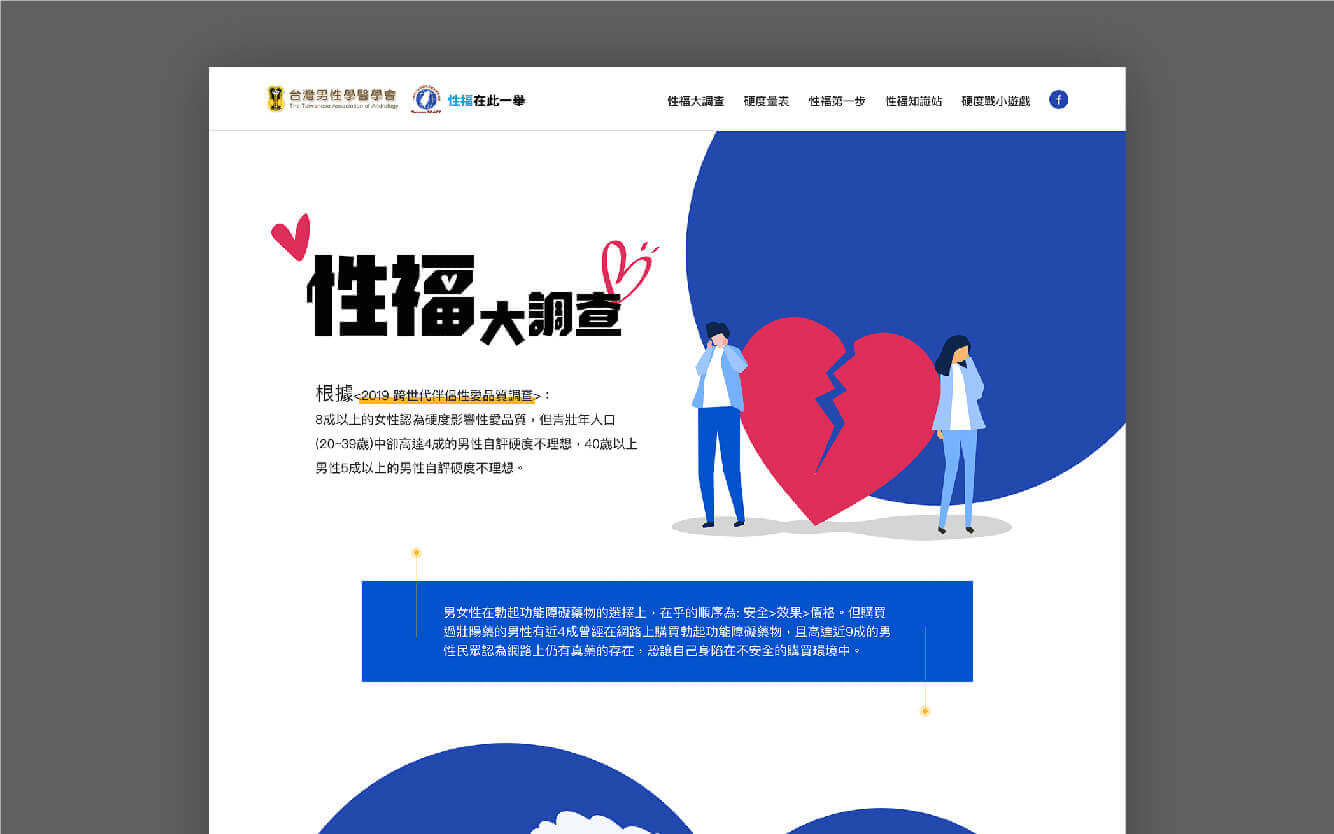 台灣男性學醫學會
The Taiwanese Association of Andrology
性福在此一舉
性福大調查
硬度量表
性福第一步
性福知識站
硬度戰小遊戲
f
性福大調查
根據<2019 跨世代伴侶性愛品質調查>：
8成以上的女性認為硬度影響性愛品質，但青壯年人口
(20-39歲)中卻高達4成的男性自評硬度不理想，40歲以上
男性5成以上的男性自評硬度不理想。
男女性在勃起功能障礙藥物的選擇上，在乎的順序為: 安全>效果>價格。但購買
過壯陽藥的男性有近4成曾經在網路上購買勃起功能障礙藥物，且高達近9成的男
性民眾認為網路上仍有真藥的存在，恐讓自己身陷在不安全的購買環境中。